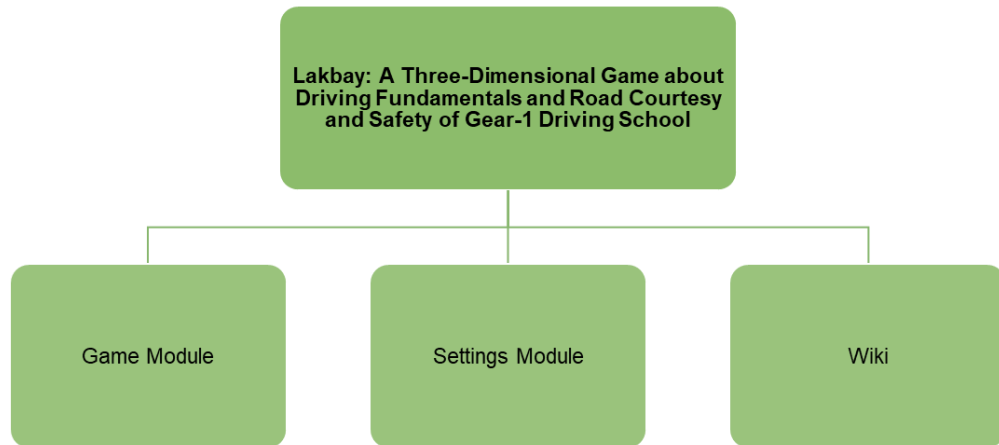 Lakbay: A Three-Dimensional Game about
Driving Fundamentals and Road Courtesy
and Safety of Gear-1 Driving School
Game Module
Settings Module
Wiki